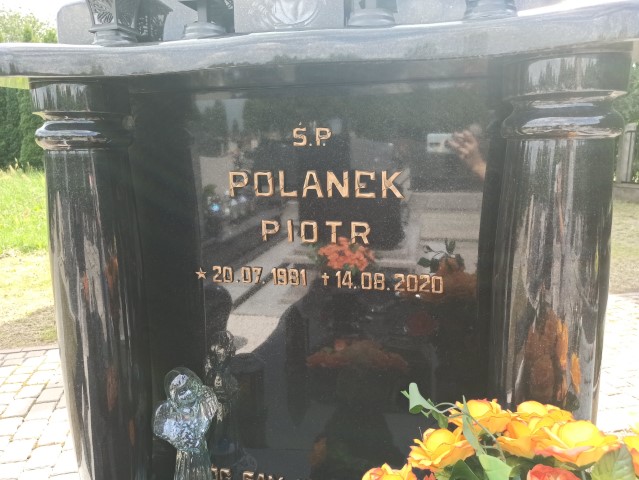 Ś.P.
POLANEK
PIOTR
★ 20.07.1981 ✝ 14.08.2020